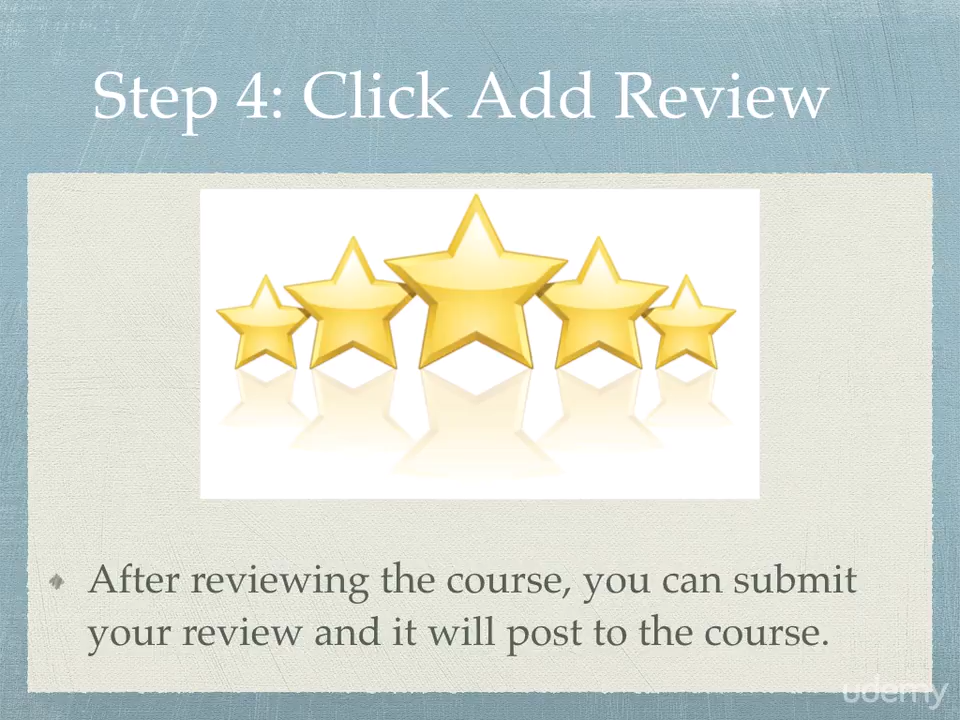 Step 4: Click Add Review
After reviewing the course, you can submit
your review and it will post to the course.
udemy